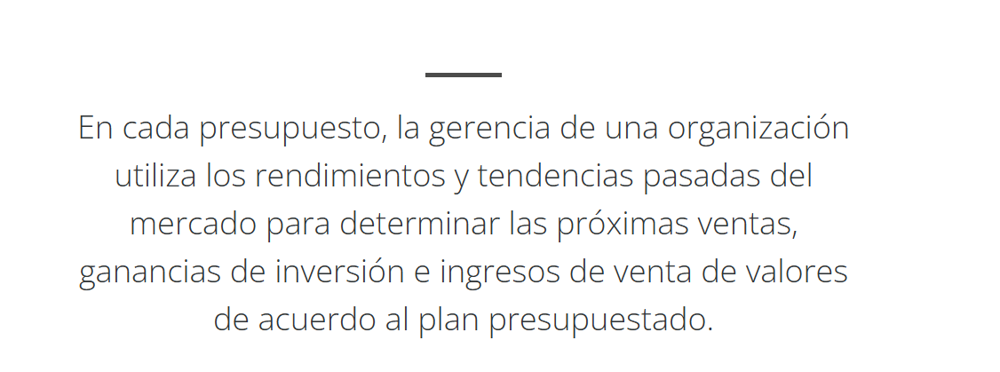 En cada presupuesto, la gerencia de una organización
utiliza los rendimientos y tendencias pasadas del
mercado para determinar las próximas ventas,
ganancias de inversión e ingresos de venta de valores
de acuerdo al plan presupuestado.